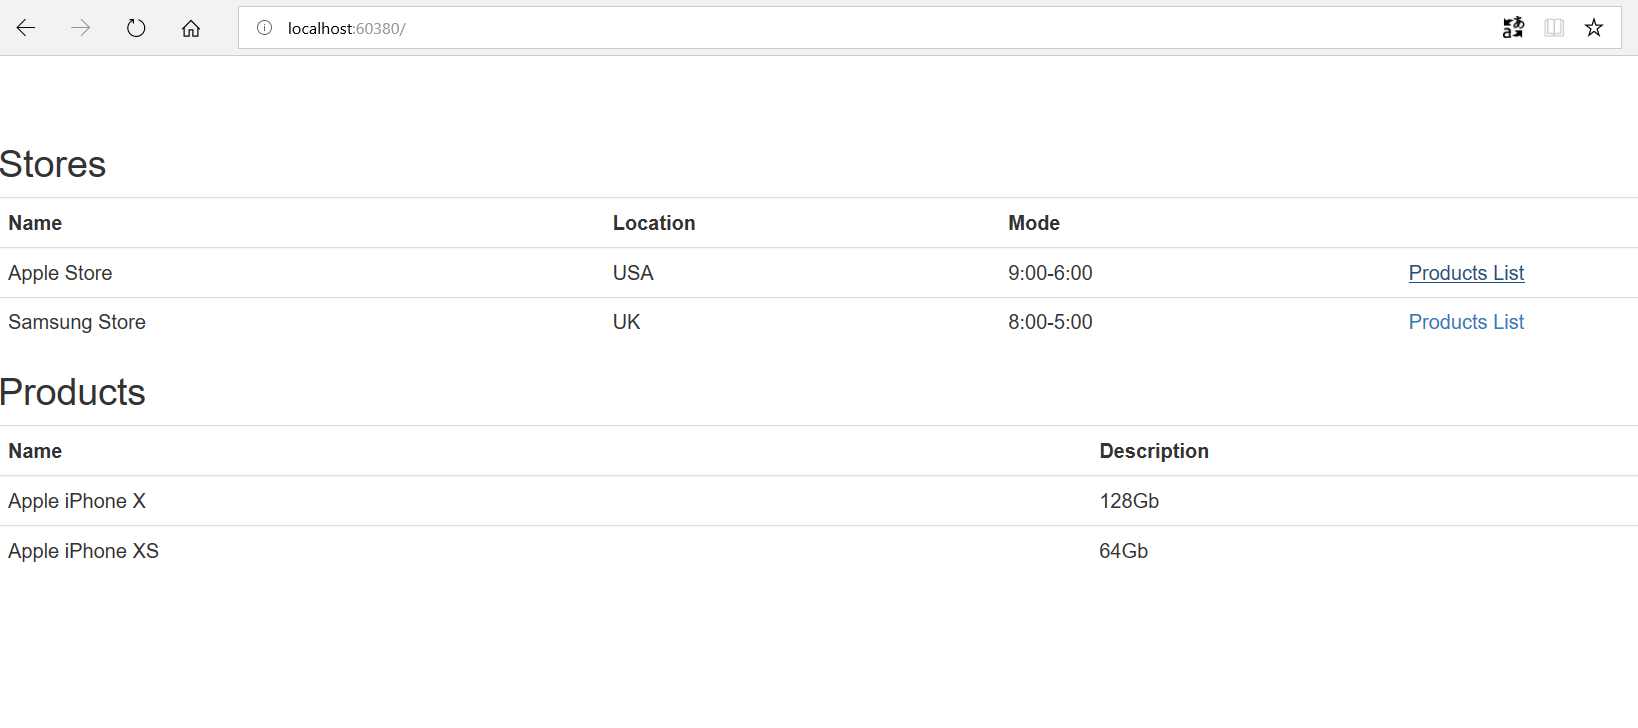 localhost:60380/
Stores
Name Location Mode
Apple Store USA 9:00-6:00 Products List
Samsung Store UK 8:00-5:00 Products List
Products
Name Description
Apple iPhone X 128Gb
Apple iPhone XS 64Gb